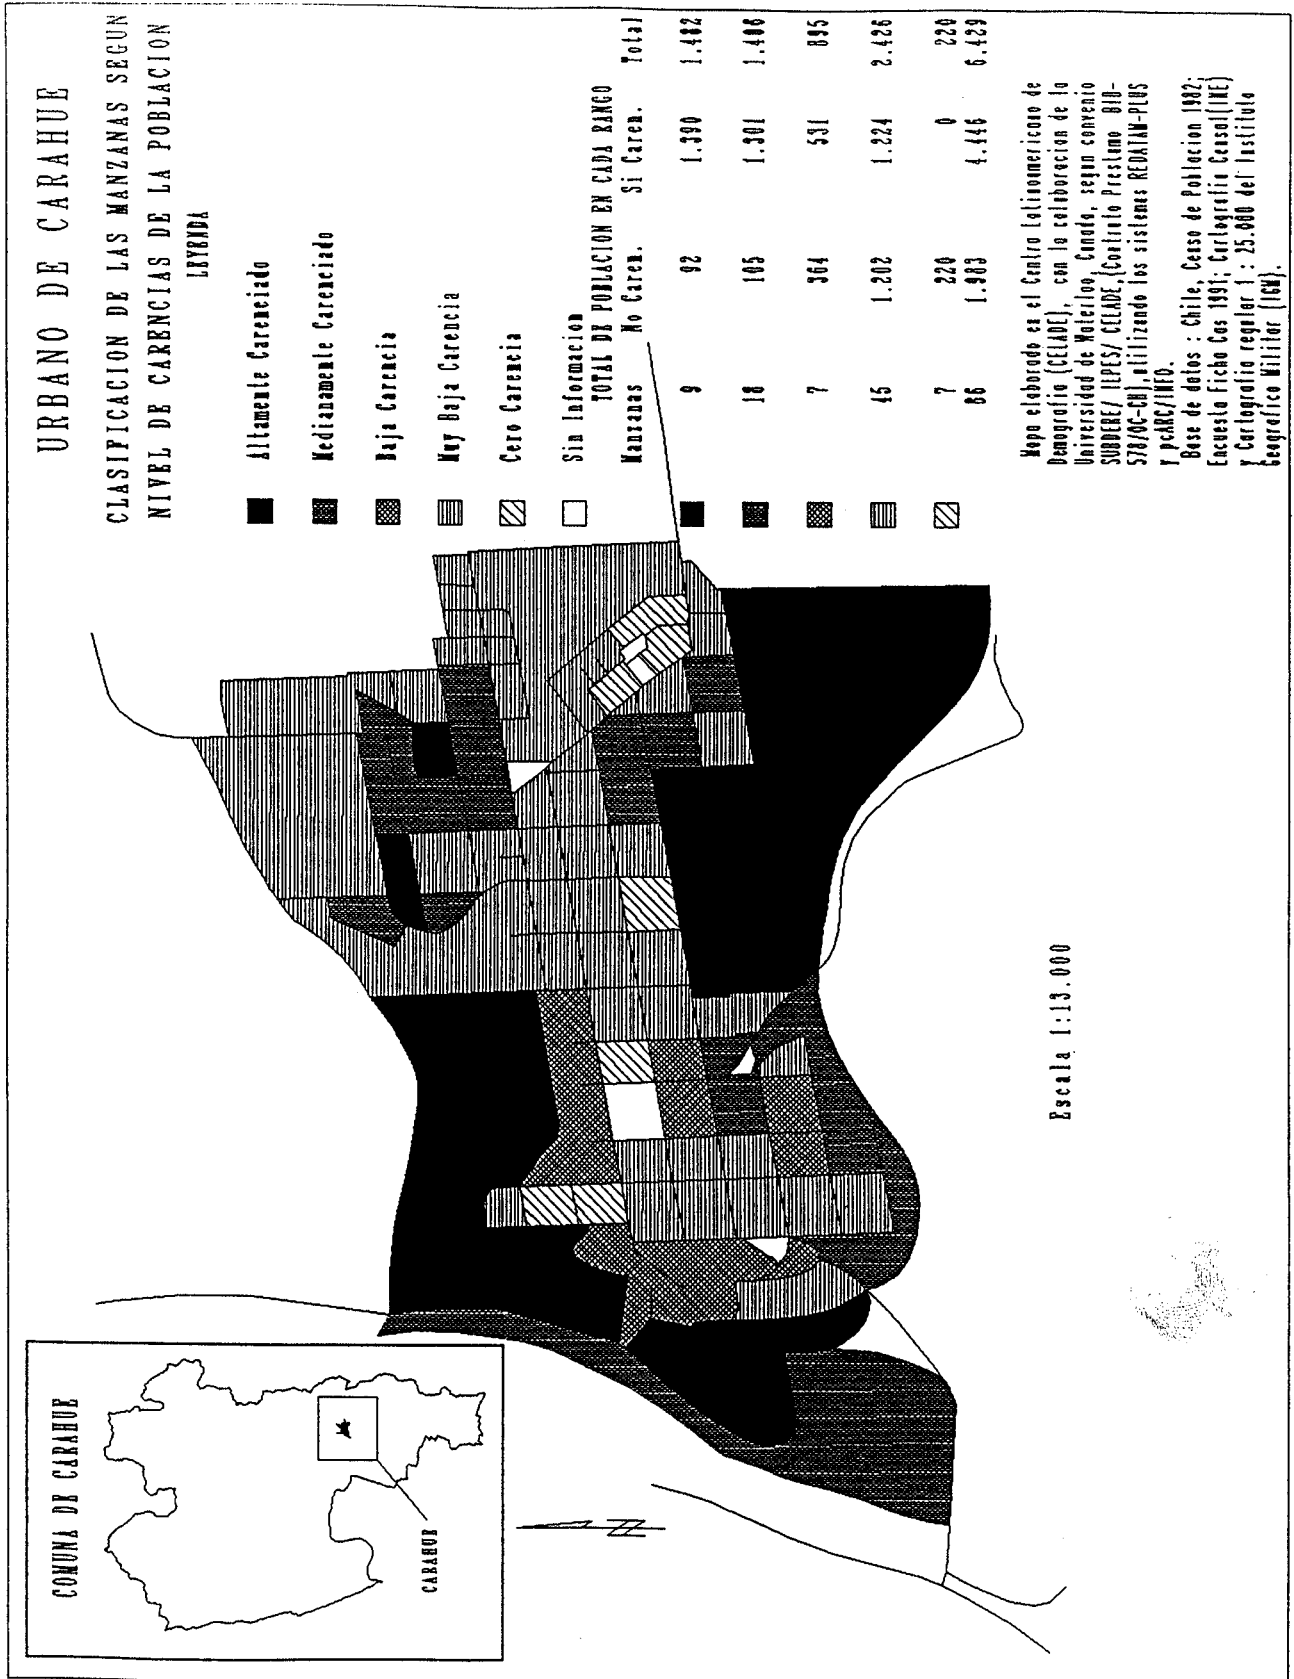 URBANO DE CARAHUE
CLASIFICACION DE LAS MANZANAS SEGUN
NIVEL DE CARENCIAS DE LA POBLACION
LEYENDA
Altamente Carenciado
Medianamente Carenciado
Baja Carencia
Muy Baja Carencia
Cero Carencia
Sin Informacion
TOTAL DE POBLACION EN CADA RANGO
Manzanas No Caren. Si Caren. Total
9 92 1.390 1.482
18 105 1.301 1.406
7 364 531 895
45 1.202 1.224 2.426
7 220 0 220
86 1.983 4.446 6.429
Mapa elaborado en el Centro Latinoamericano de
Demografia (CELADE), con la colaboracion de la
Universidad de Waterloo, Canada, segun convenio
SUBDERE/ ILPES/ CELADE,(Contrato Prestamo BID-
578/OC-CH),utilizando los sistemas REDATAM-PLUS
Y pcARC/INFO.
Base de datos : Chile, Censo de Poblacion 1982;
Encuesta Ficha Cas 1991; Cartografia Censal(INE)
y Cartografia regular 1 : 25.000 del Instituto
Geografico Militar (IGM).
Escala 1:13.000
COMUNA DE CARAHUE
CARAHUE
N